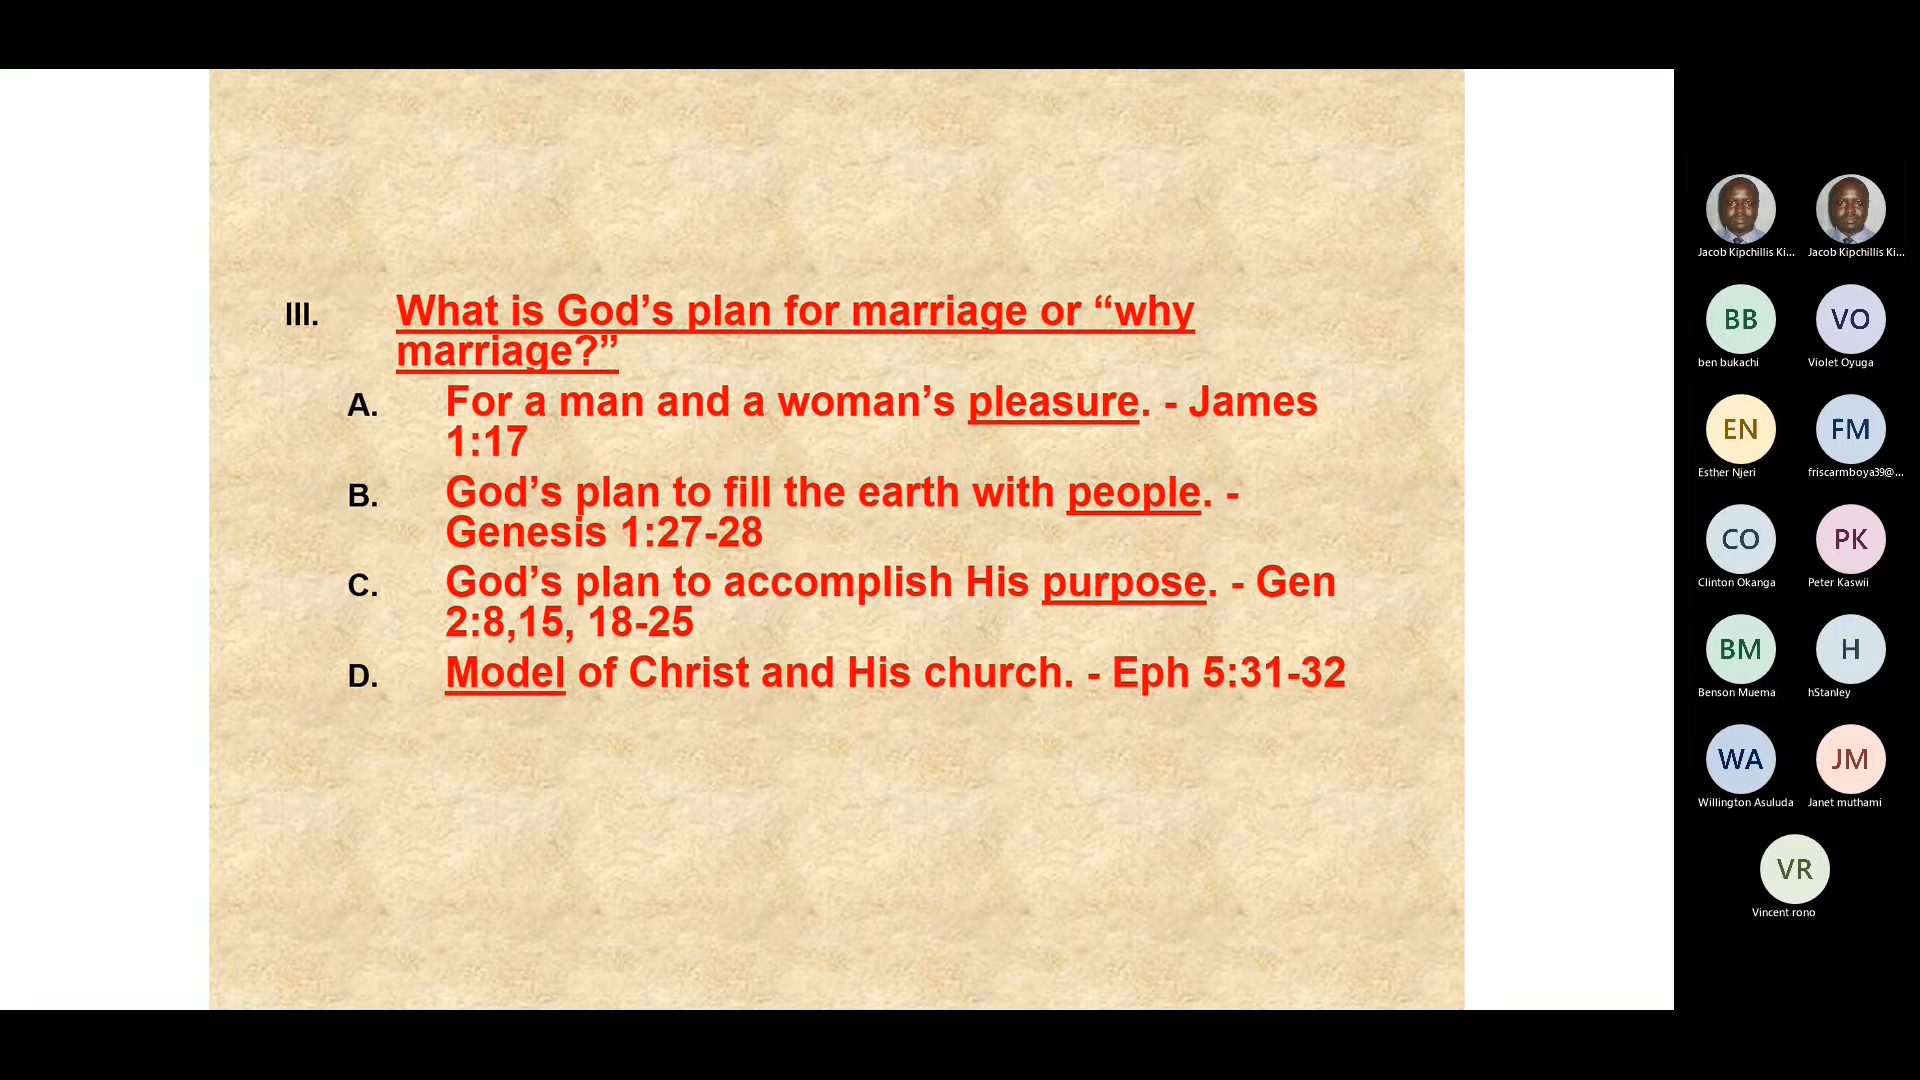 III. What is God’s plan for marriage or “why
marriage?”
A. For a man and a woman’s pleasure. - James
1:17
B. God’s plan to fill the earth with people. -
Genesis 1:27-28
C. God’s plan to accomplish His purpose. - Gen
2:8,15, 18-25
D. Model of Christ and His church. - Eph 5:31-32
Jacob Kipchillis Ki... Jacob Kipchillis Ki...
BB VO
ben bukachi Violet Oyuga
EN FM
Esther Njeri friscarmboya39@...
CO PK
Clinton Okanga Peter Kaswii
BM H
Benson Muema hStanley
WA JM
Willington Asuluda Janet muthami
VR
Vincent rono